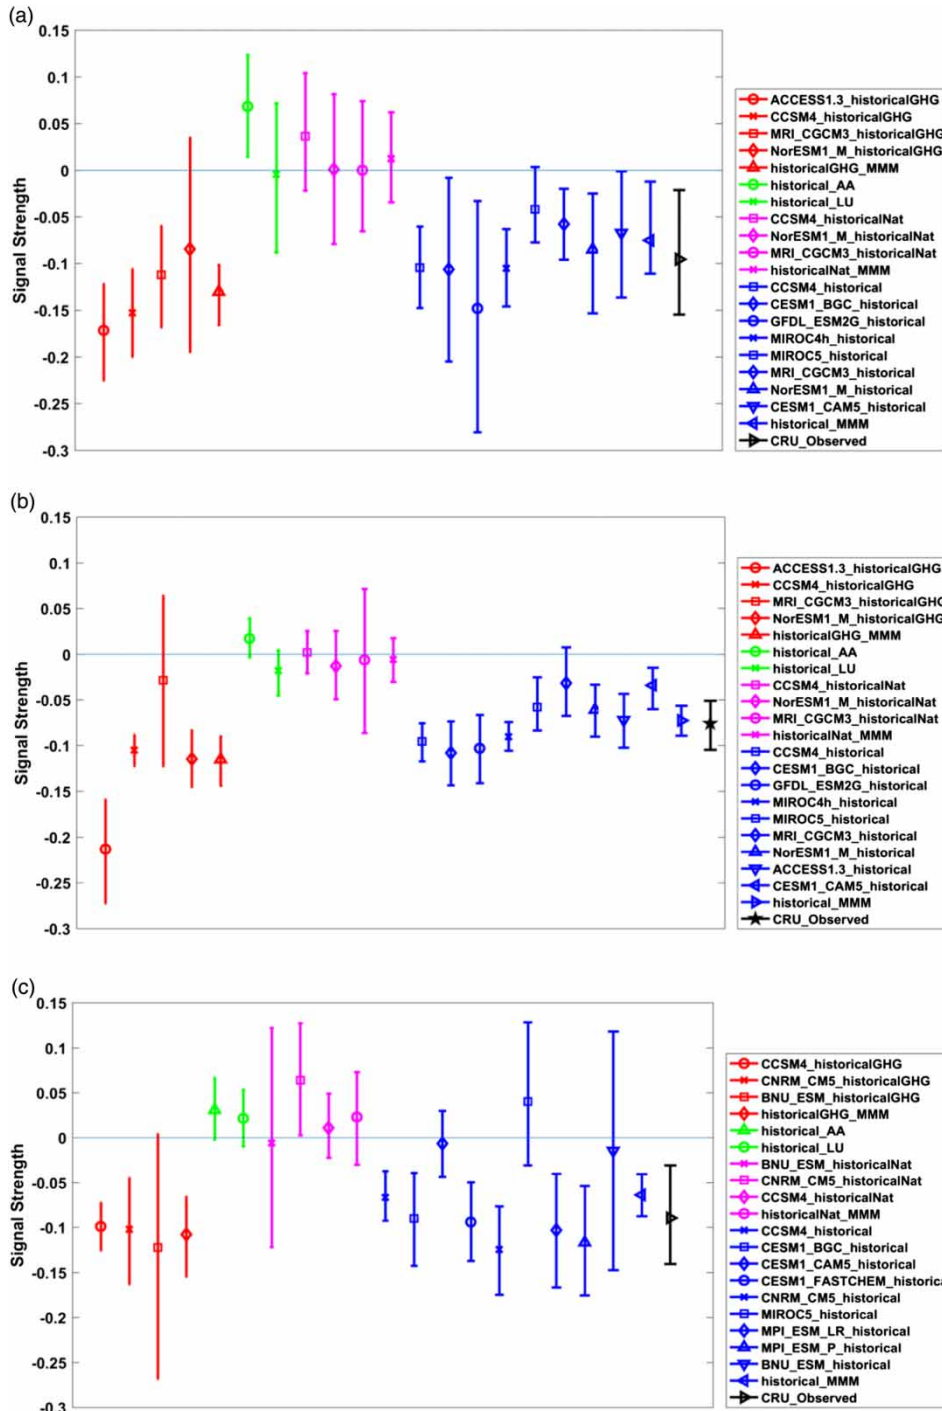 (a)
0.15
0.1
0.05
0
-0.05
-0.1
-0.15
-0.2
-0.25
-0.3
Signal Strength
ACCESS1.3_historicalGHG
CCSM4_historicalGHG
MRI_CGCM3_historicalGHG
NorESM1_M_historicalGHG
historicalGHG_MMM
historical_AA
historical_LU
CCSM4_historicalNat
NorESM1_M_historicalNat
MRI_CGCM3_historicalNat
historicalNat_MMM
CCSM4_historical
CESM1_BGC_historical
GFDL_ESM2G_historical
MIROC4h_historical
MIROC5_historical
MRI_CGCM3_historical
NorESM1_M_historical
CESM1_CAM5_historical
historical_MMM
CRU_Observed
(b)
0.15
0.1
0.05
0
-0.05
-0.1
-0.15
-0.2
-0.25
-0.3
Signal Strength
ACCESS1.3_historicalGHG
CCSM4_historicalGHG
MRI_CGCM3_historicalGHG
NorESM1_M_historicalGHG
historicalGHG_MMM
historical_AA
historical_LU
CCSM4_historicalNat
NorESM1_M_historicalNat
MRI_CGCM3_historicalNat
historicalNat_MMM
CCSM4_historical
CESM1_BGC_historical
GFDL_ESM2G_historical
MIROC4h_historical
MIROC5_historical
MRI_CGCM3_historical
NorESM1_M_historical
ACCESS1.3_historical
CESM1_CAM5_historical
historical_MMM
CRU_Observed
(c)
0.15
0.1
0.05
0
-0.05
-0.1
-0.15
-0.2
-0.25
-0.3
Signal Strength
CCSM4_historicalGHG
CNRM_CM5_historicalGHG
BNU_ESM_historicalGHG
historicalGHG_MMM
historical_AA
historical_LU
BNU_ESM_historicalNat
CNRM_CM5_historicalNat
CCSM4_historicalNat
historicalNat_MMM
CCSM4_historical
CESM1_BGC_historical
CESM1_CAM5_historical
CESM1_FASTCHEM_historica
CNRM_CM5_historical
MIROC5_historical
MPI_ESM_LR_historical
MPI_ESM_P_historical
BNU_ESM_historical
historical_MMM
CRU_Observed